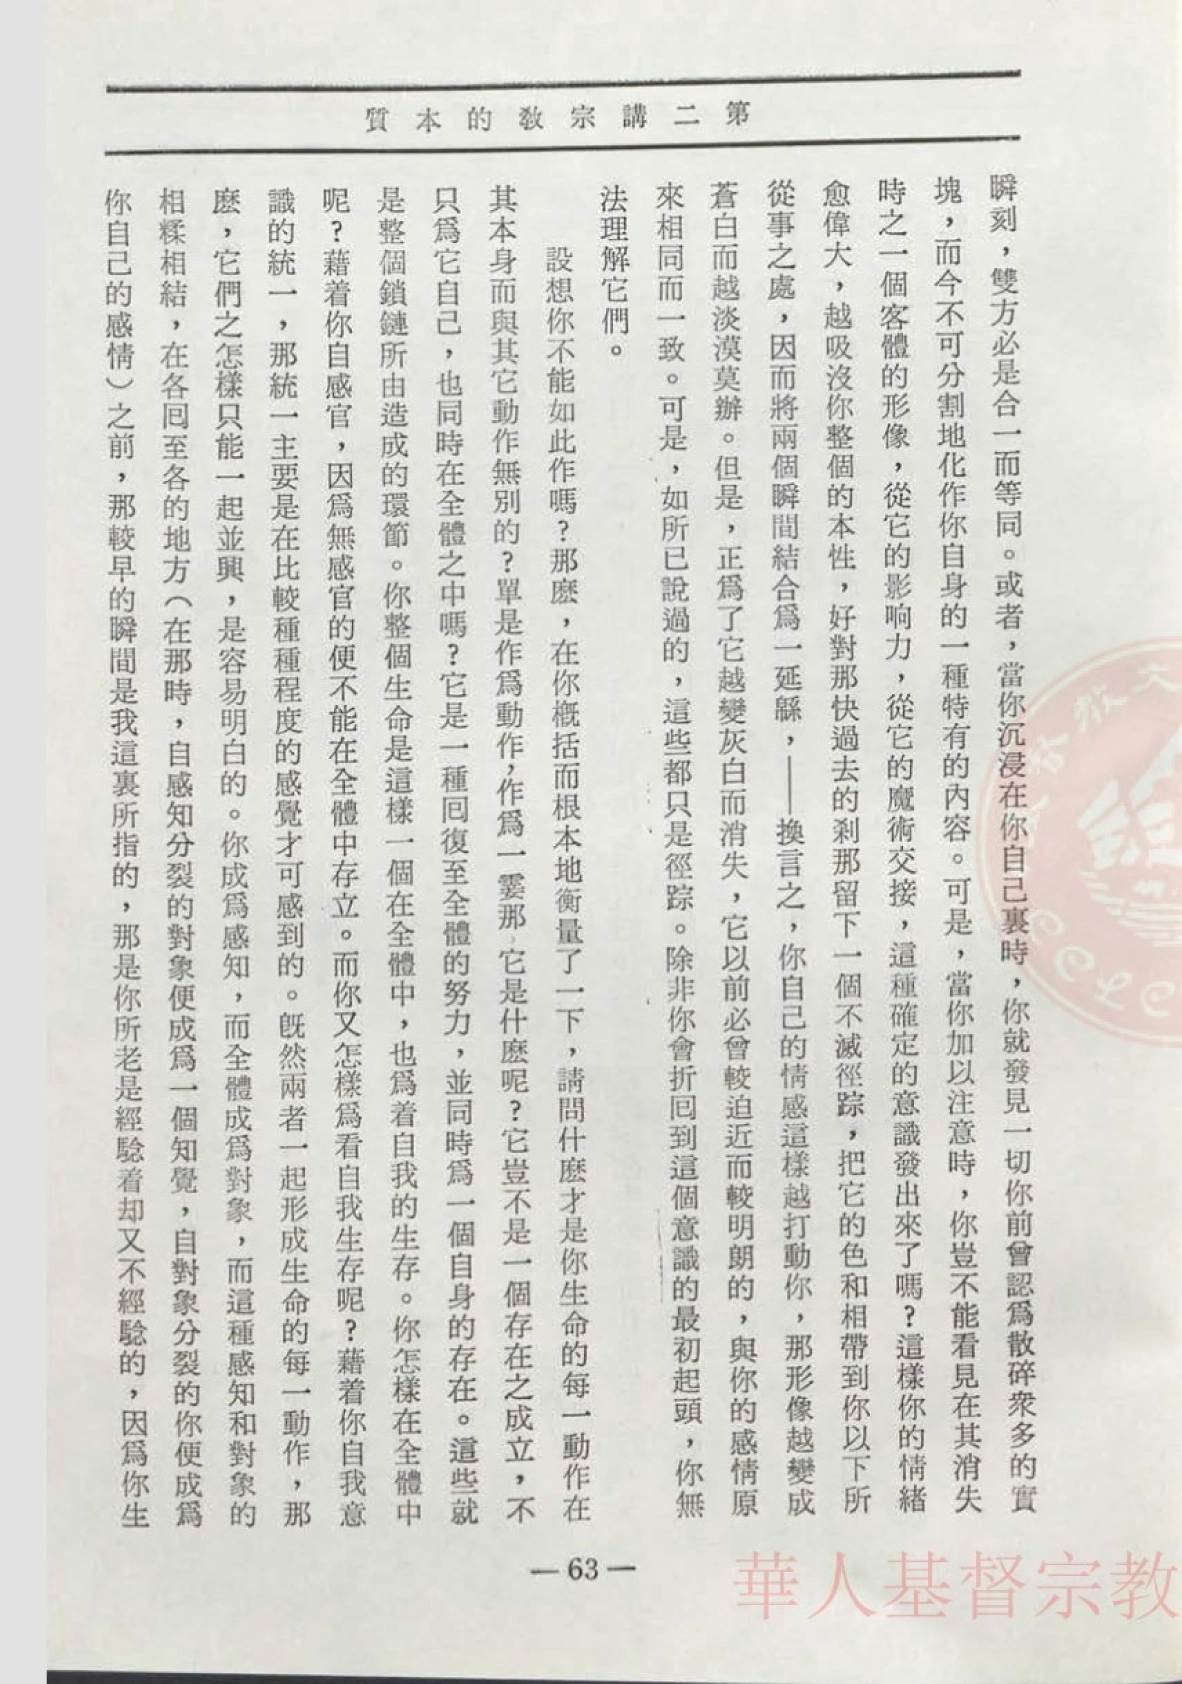 第二講宗教的本質
瞬刻，雙方必是合一而等同。或者，當你沉浸在你自己裏時，你就發見一切你前曾認爲散碎衆多的實
塊，而今不可分割地化作你自身的一種特有的內容。可是，當你加以注意時，你豈不能看見在其消失
時之一個客體的形像，從它的影响力，從它的魔術交接，這種確定的意識發出來了嗎？這樣你的情緒
愈偉大，越吸沒你整個的本性，好對那快過去的刹那留下一個不滅徑踪，把它的色和相帶到你以下所
從事之處，因而將兩個瞬間結合爲一延緜，——換言之，你自己的情感這樣越打動你，那形像越變成
蒼白而越淡漠莫辦。但是，正爲了它越變灰白而消失，它以前必曾較迫近而較明朗的，與你的感情原
來相同而一致。可是，如所已說過的，這些都只是徑踪。除非你會折囘到這個意識的最初起頭，你無
法理解它們。
設想你不能如此作嗎？那麽，在你概括而根本地衡量了一下，請問什麽才是你生命的每一動作在
其本身而與其它動作無別的？單是作爲動作，作爲一霎那，它是什麽呢？它豈不是一個存在之成立，不
只爲它自己，也同時在全體之中嗎？它是一種囘復至全體的努力，並同時爲一個自身的存在。這些就
是整個鎖鏈所由造成的環節。你整個生命是這樣一個在全體中，也爲着自我的生存。你怎樣在全體中
呢？藉着你自感官，因爲無感官的便不能在全體中存立。而你又怎樣爲看自我生存呢？藉着你自我意
識的統一，那統一主要是在比較種種程度的感覺才可感到的。旣然兩者一起形成生命的每一動作，那
麽，它們之怎樣只能一起並興，是容易明白的。你成爲感知，而全體成爲對象，而這種感知和對象的
相糅相結，在各囘至各的地方（在那時，自感知分裂的對象便成爲一個知覺，自對象分裂的你便成爲
你自己的感情）之前，那較早的瞬間是我這裏所指的，那是你所老是經騐着却又不經騐的，因爲你生
—63—
華人基督宗教